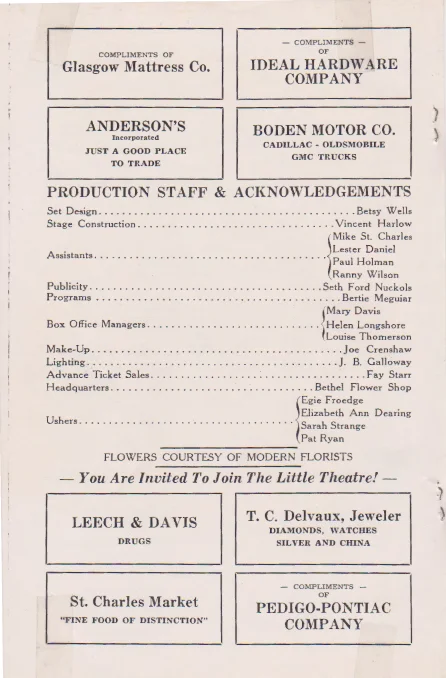 COMPLIMENTS OF
Glasgow Mattress Co.
— COMPLIMENTS —
OF
IDEAL HARDWARE
COMPANY
ANDERSON'S
Incorporated
JUST A GOOD PLACE
TO TRADE
BODEN MOTOR CO.
CADILLAC - OLDSMOBILE
GMC TRUCKS
PRODUCTION STAFF & ACKNOWLEDGEMENTS
Set Design. . . . . . . . . . . . . . . . . . . . Betsy Wells
Stage Construction . . . . . . . . . . . . . . . . . . . . Vincent Harlow
Assistants. . . . . . . . . . . . . . . . . . . . Mike St. Charles
Lester Daniel
Paul Holman
Ranny Wilson
Publicity. . . . . . . . . . . . . . . . . . . . Seth Ford Nuckols
Programs . . . . . . . . . . . . . . . . . . . . Bertie Meguiar
Box Office Managers. . . . . . . . . . . . . . . . . . . . Mary Davis
Helen Longshore
Louise Thomerson
Make-Up. . . . . . . . . . . . . . . . . . . . Joe Crenshaw
Lighting. . . . . . . . . . . . . . . . . . . . J. B. Galloway
Advance Ticket Sales. . . . . . . . . . . . . . . . . . . . Fay Starr
Headquarters. . . . . . . . . . . . . . . . . . . . Bethel Flower Shop
Ushers. . . . . . . . . . . . . . . . . . . . Egie Froedge
Elizabeth Ann Dearing
Sarah Strange
Pat Ryan
FLOWERS COURTESY OF MODERN FLORISTS
— You Are Invited To Join The Little Theatre! —
LEECH & DAVIS
DRUGS
T. C. Delvaux, Jeweler
DIAMONDS, WATCHES
SILVER AND CHINA
St. Charles Market
"FINE FOOD OF DISTINCTION"
— COMPLIMENTS —
OF
PEDIGO-PONTIAC
COMPANY